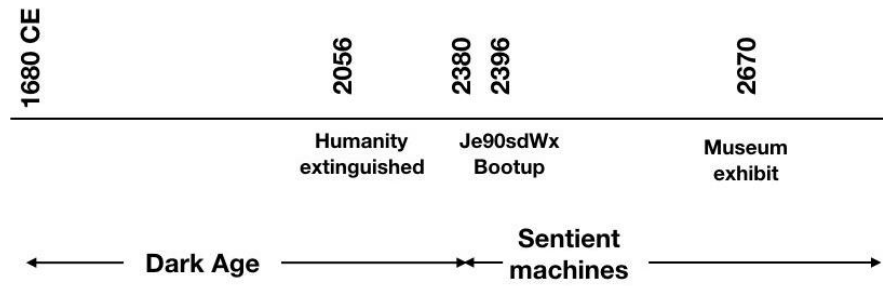 1680 CE
2056
2380
2396
2670
Humanity
extinguished
Je90sdWx
Bootup
Museum
exhibit
Dark Age
Sentient
machines